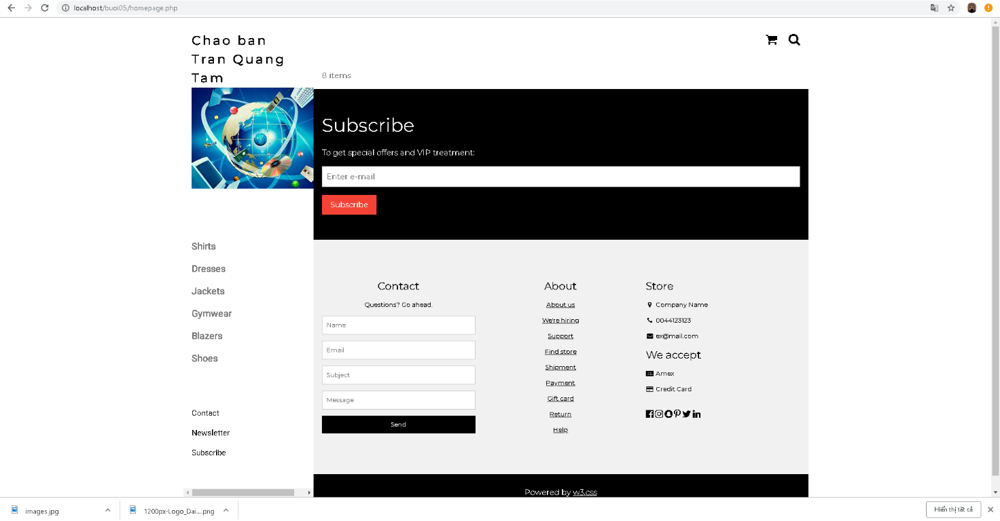 localhost/buoi05/homepage.php
Chao ban
Tran Quang
Tam
8 items
Subscribe
To get special offers and VIP treatment:
Enter e-mail
Subscribe
Shirts
Dresses
Jackets
Gymwear
Blazers
Shoes
Contact
Newsletter
Subscribe
Contact
Questions? Go ahead.
Name
Email
Subject
Message
Send
About
About us
We're hiring
Support
Find store
Shipment
Payment
Gift card
Return
Help
Store
Company Name
0044123123
ex@mail.com
We accept
Amex
Credit Card
Powered by w3.css
images.jpg
1200px-Logo_Dai....png
Hiển thị tất cả